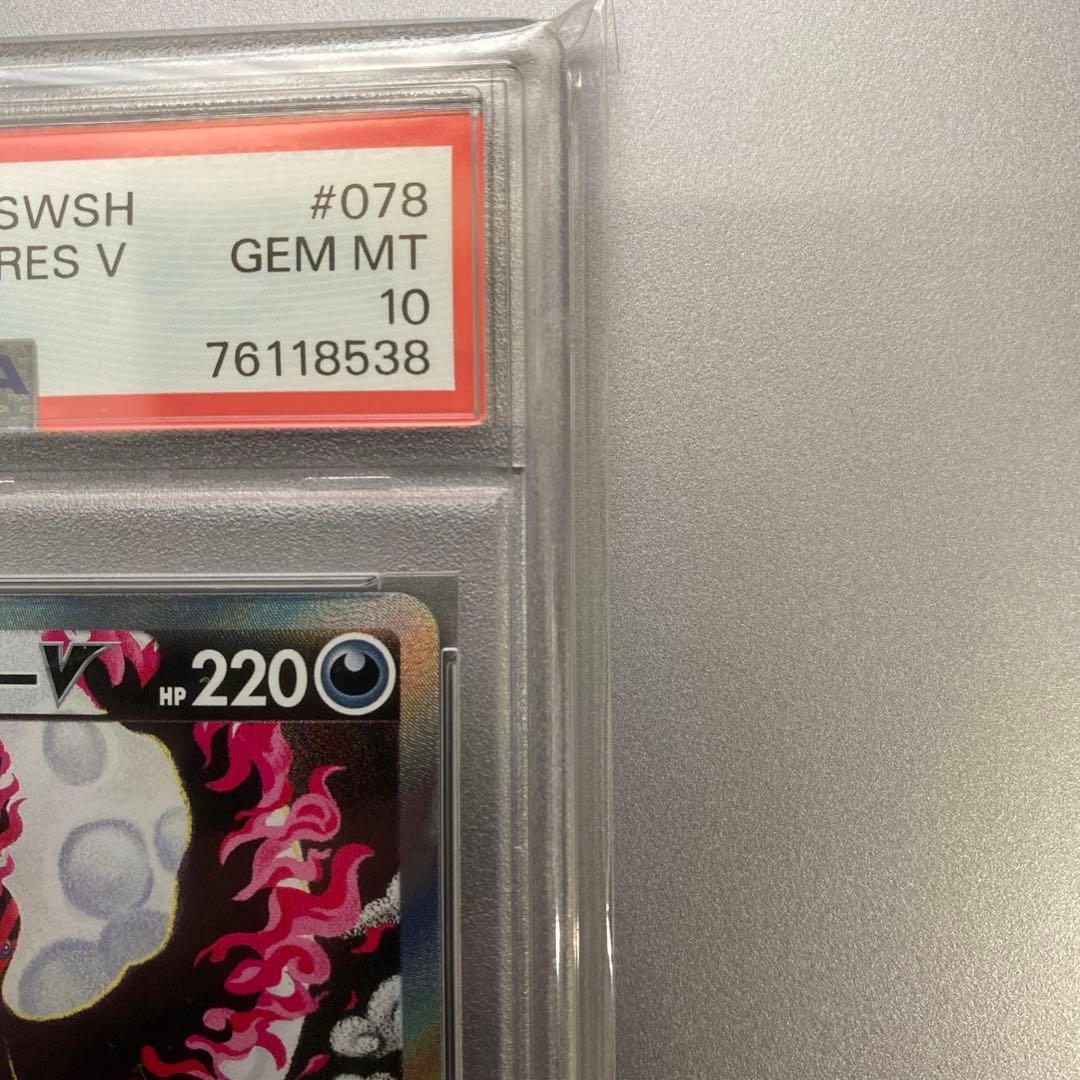 SWSH #078
RES V GEM MT
10
76118538
A
V HP 220